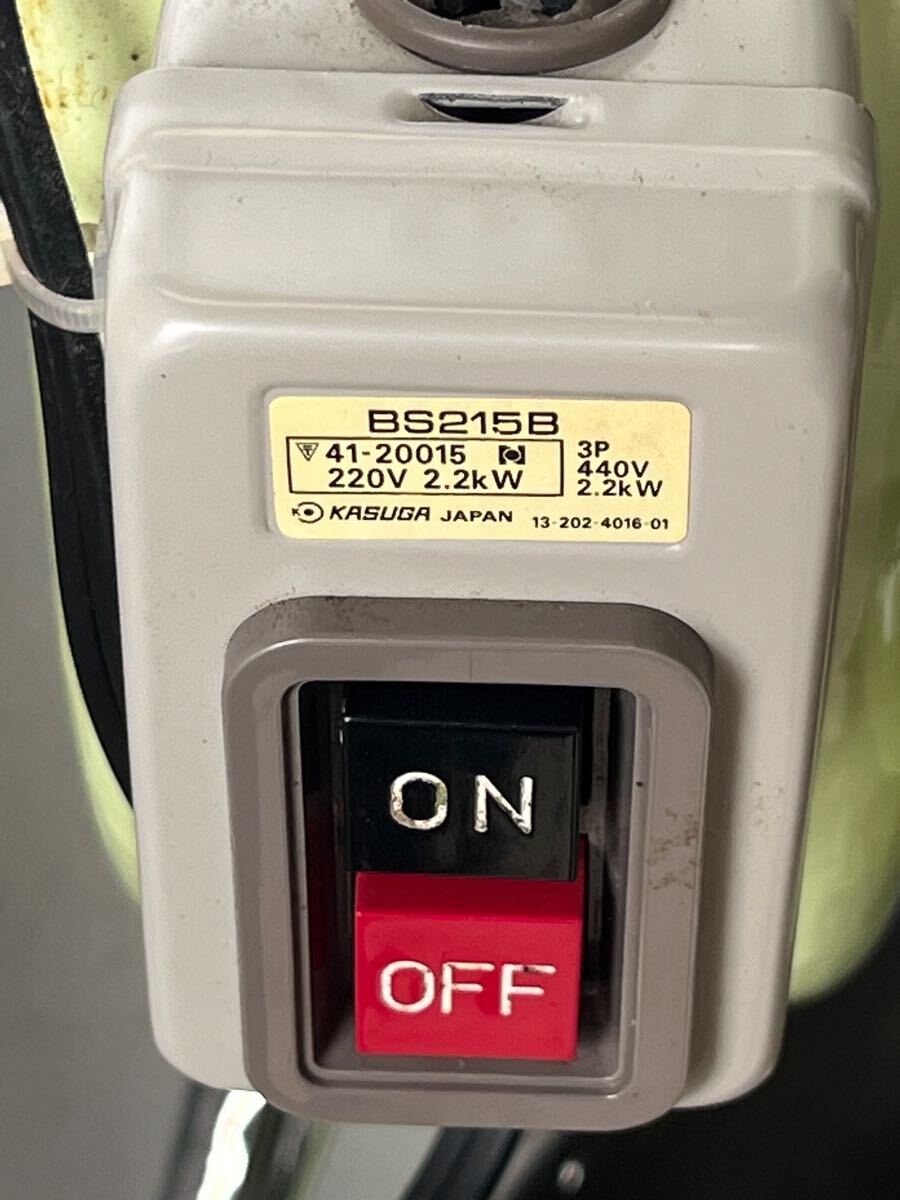 BS215B
41-20015
220V 2.2kW
3P
440V
2.2kW
KASUGA JAPAN 13-202-4016-01
ON
OFF